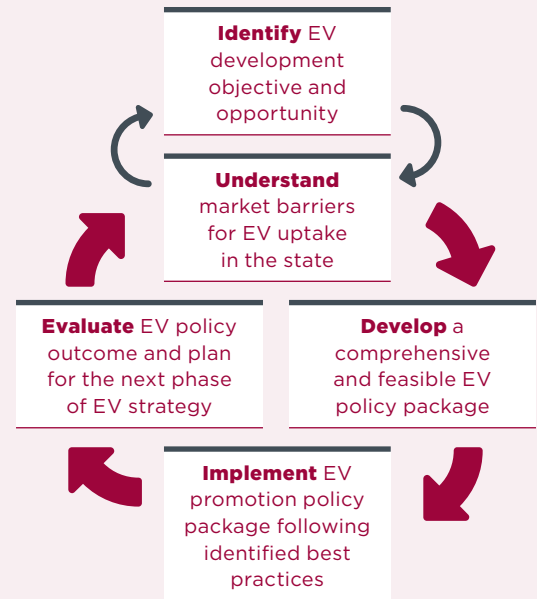 Identify EV
development
objective and
opportunity
Understand
market barriers
for EV uptake
in the state
Evaluate EV policy
outcome and plan
for the next phase
of EV strategy
Develop a
comprehensive
and feasible EV
policy package
Implement EV
promotion policy
package following
identified best
practices